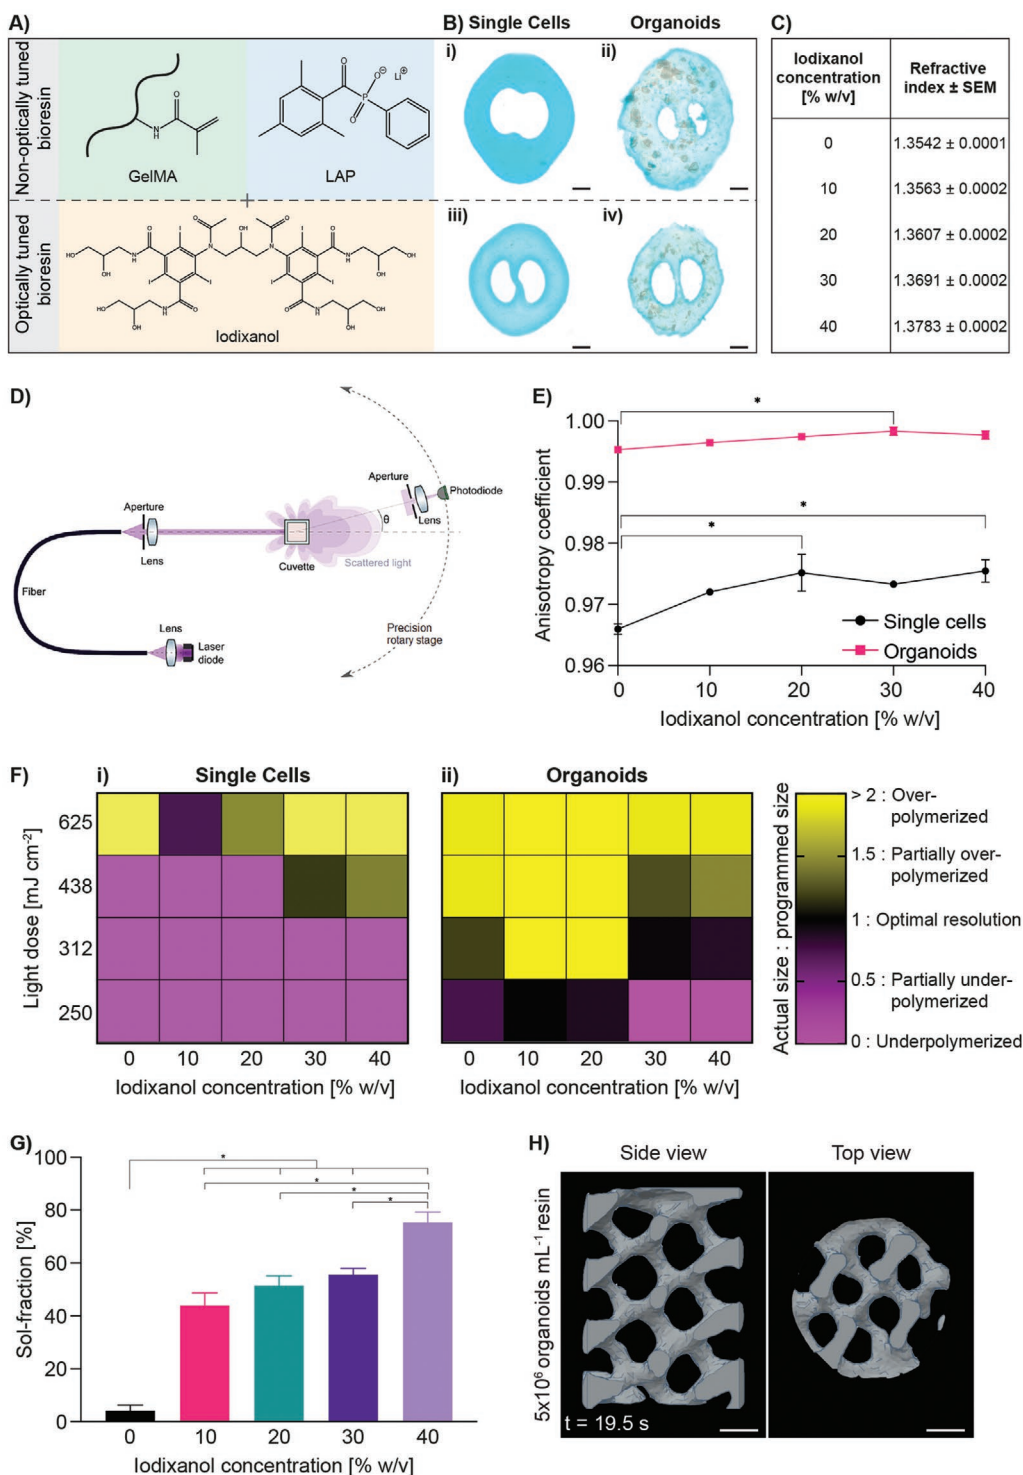 A)
Non-optically tuned
bioresin
Optically tuned
bioresin
O
NH
GelMA
O
O⊖
Li⊕
P
O
LAP
Iodixanol
B) Single Cells Organoids
i) ii)
iii) iv)
C)
Iodixanol
concentration
[% w/v]
Refractive
index ± SEM
0 1.3542 ± 0.0001
10 1.3563 ± 0.0002
20 1.3607 ± 0.0002
30 1.3691 ± 0.0002
40 1.3783 ± 0.0002
D)
Aperture
Lens
Fiber
Lens
Laser
diode
Cuvette
Scattered light
θ
Aperture
Lens
Photodiode
Precision
rotary stage
E)
Anisotropy coefficient
1.00
0.99
0.98
0.97
0.96
*
*
*
Single cells
Organoids
0 10 20 30 40
Iodixanol concentration [% w/v]
F) i) Single Cells ii) Organoids
Light dose [mJ cm⁻²]
625
438
312
250
0 10 20 30 40
Iodixanol concentration [% w/v]
0 10 20 30 40
Iodixanol concentration [% w/v]
Actual size : programmed size
> 2 : Over-
polymerized
1.5 : Partially over-
polymerized
1 : Optimal resolution
0.5 : Partially under-
polymerized
0 : Underpolymerized
G)
Sol-fraction [%]
100
80
60
40
20
0
*
*
*
*
0 10 20 30 40
Iodixanol concentration [% w/v]
H)
Side view Top view
5x10⁶ organoids mL⁻¹ resin
t = 19.5 s